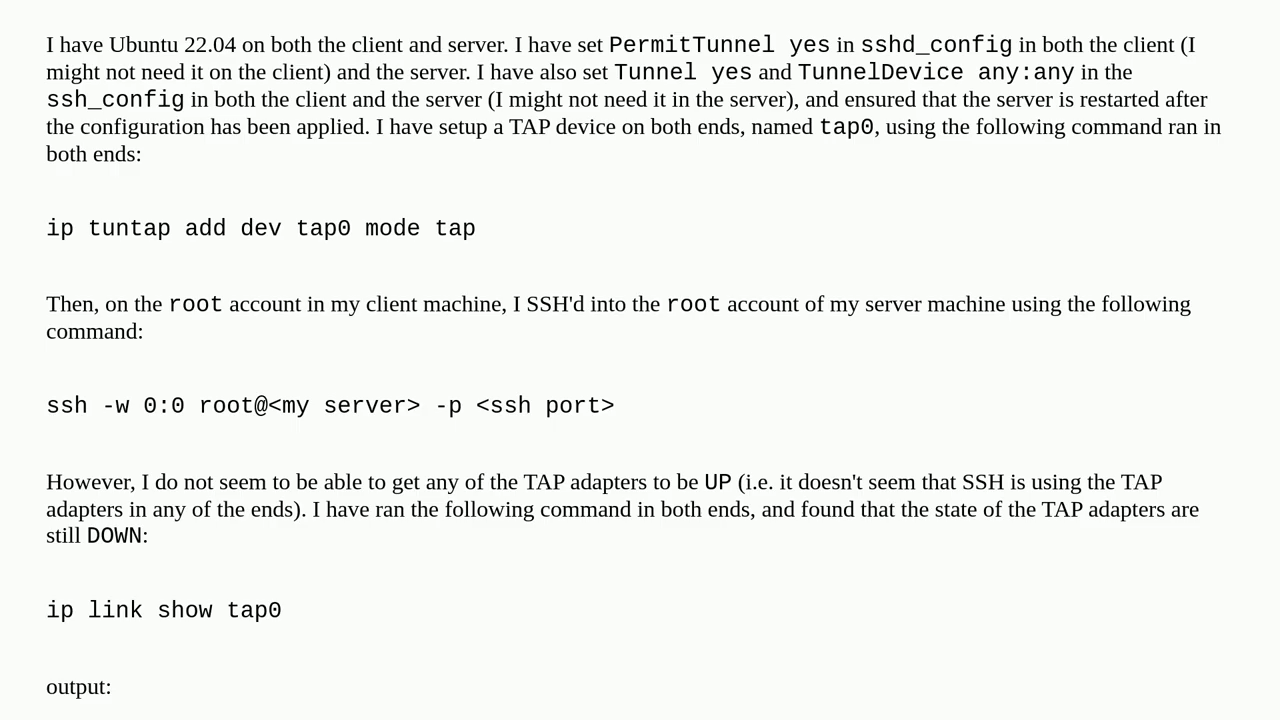 I have Ubuntu 22.04 on both the client and server. I have set PermitTunnel yes in sshd_config in both the client (I
might not need it on the client) and the server. I have also set Tunnel yes and TunnelDevice any:any in the
ssh_config in both the client and the server (I might not need it in the server), and ensured that the server is restarted after
the configuration has been applied. I have setup a TAP device on both ends, named tap0, using the following command ran in
both ends:
ip tuntap add dev tap0 mode tap
Then, on the root account in my client machine, I SSH'd into the root account of my server machine using the following
command:
ssh -w 0:0 root@<my server> -p <ssh port>
However, I do not seem to be able to get any of the TAP adapters to be UP (i.e. it doesn't seem that SSH is using the TAP
adapters in any of the ends). I have ran the following command in both ends, and found that the state of the TAP adapters are
still DOWN:
ip link show tap0
output: